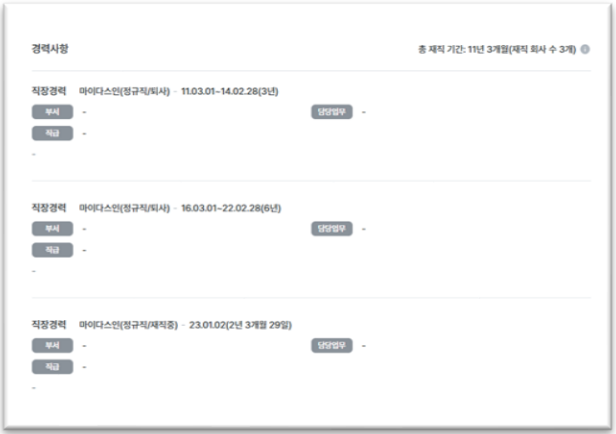 경력사항
총 재직 기간: 11년 3개월(재직 회사 수 3개)
직장경력 마이다스인(정규직/퇴사) - 11.03.01~14.02.28(3년)
부서 - 담당업무 -
직급 -
-
직장경력 마이다스인(정규직/퇴사) - 16.03.01~22.02.28(6년)
부서 - 담당업무 -
직급 -
-
직장경력 마이다스인(정규직/재직중) - 23.01.02(2년 3개월 29일)
부서 - 담당업무 -
직급 -
-